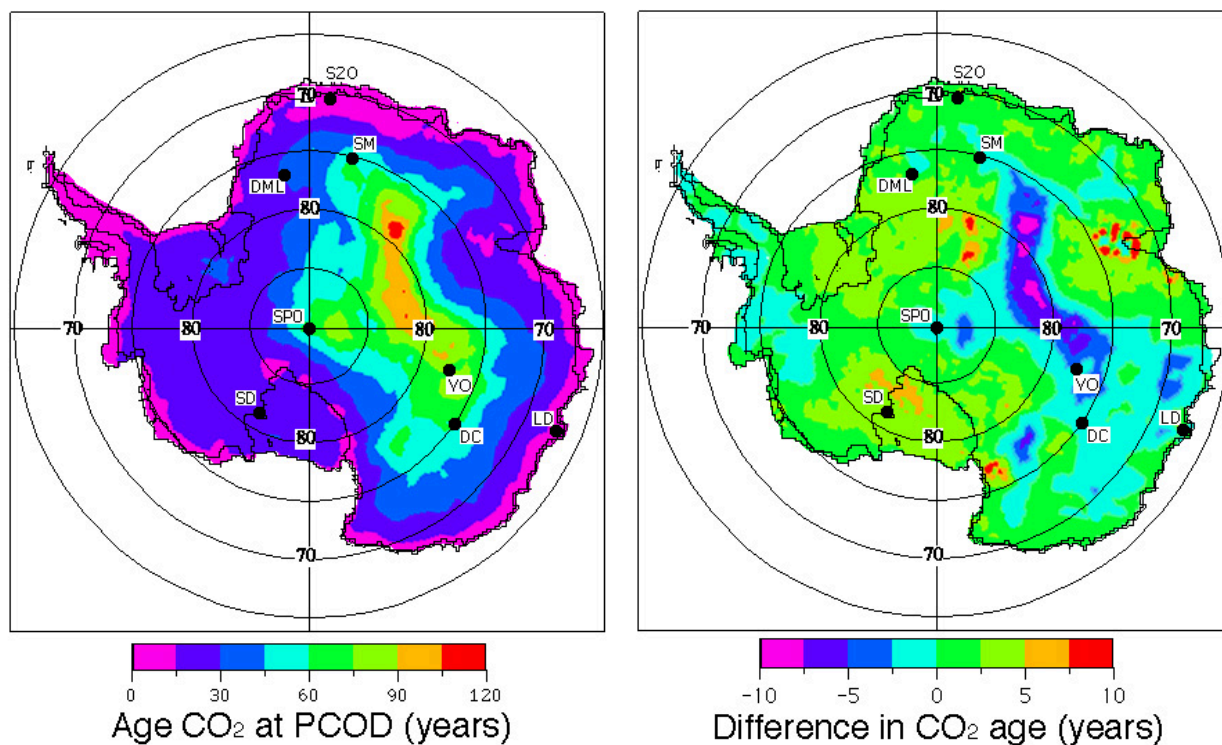 S20
70
SM
DML
80
SPO
70
80
80
70
VO
SD
DC
LD
80
70
0
30
60
90
120
Age CO₂ at PCOD (years)
S20
70
SM
DML
80
SPO
70
80
80
70
VO
SD
DC
LD
80
70
-10
-5
0
5
10
Difference in CO₂ age (years)